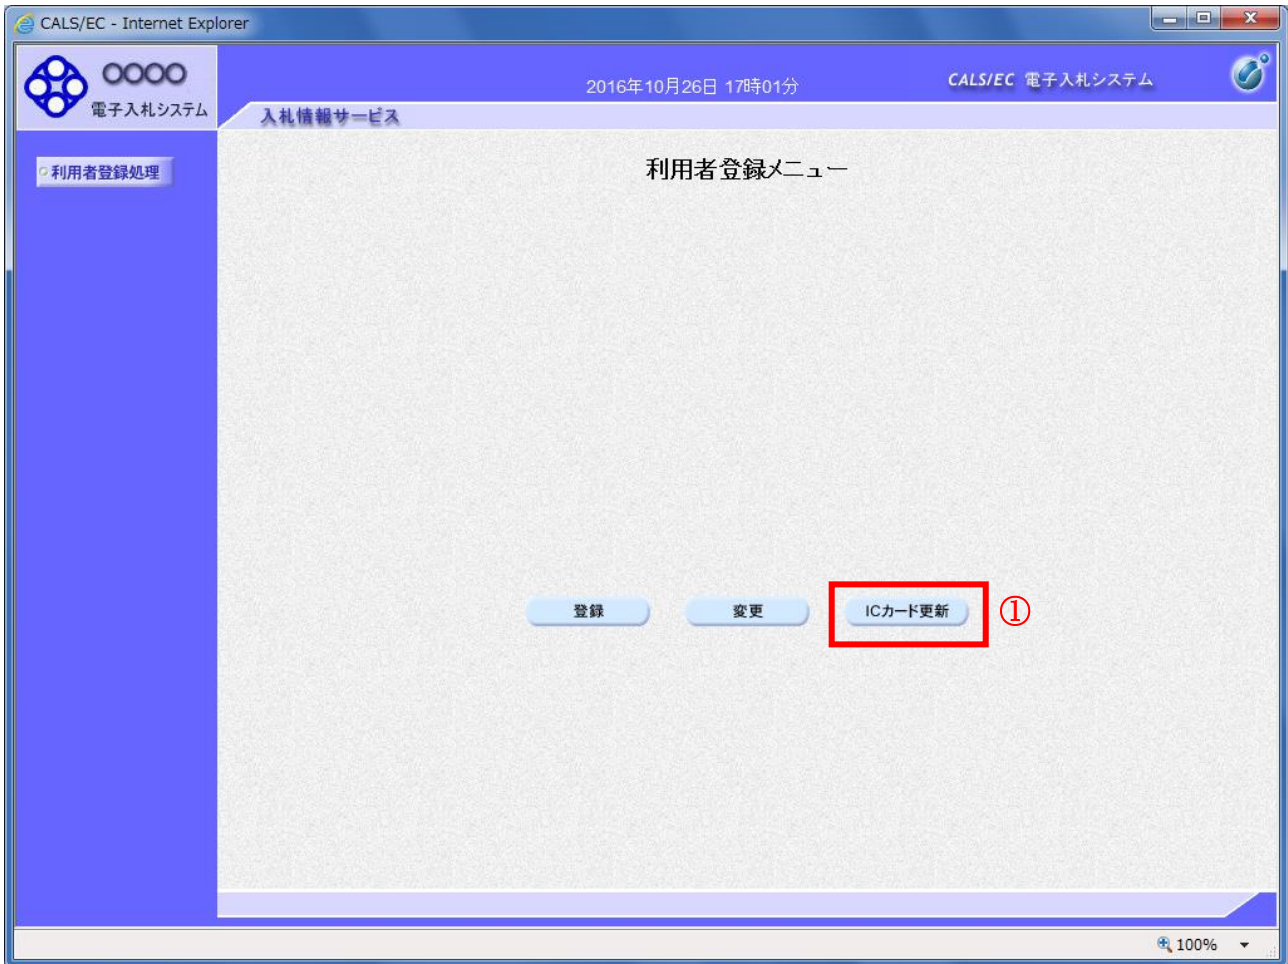 CALS/EC - Internet Explorer
○○○○
電子入札システム
2016年10月26日 17時01分
CALS/EC 電子入札システム
入札情報サービス
利用者登録処理
利用者登録メニュー
登録
変更
ICカード更新
①
100%